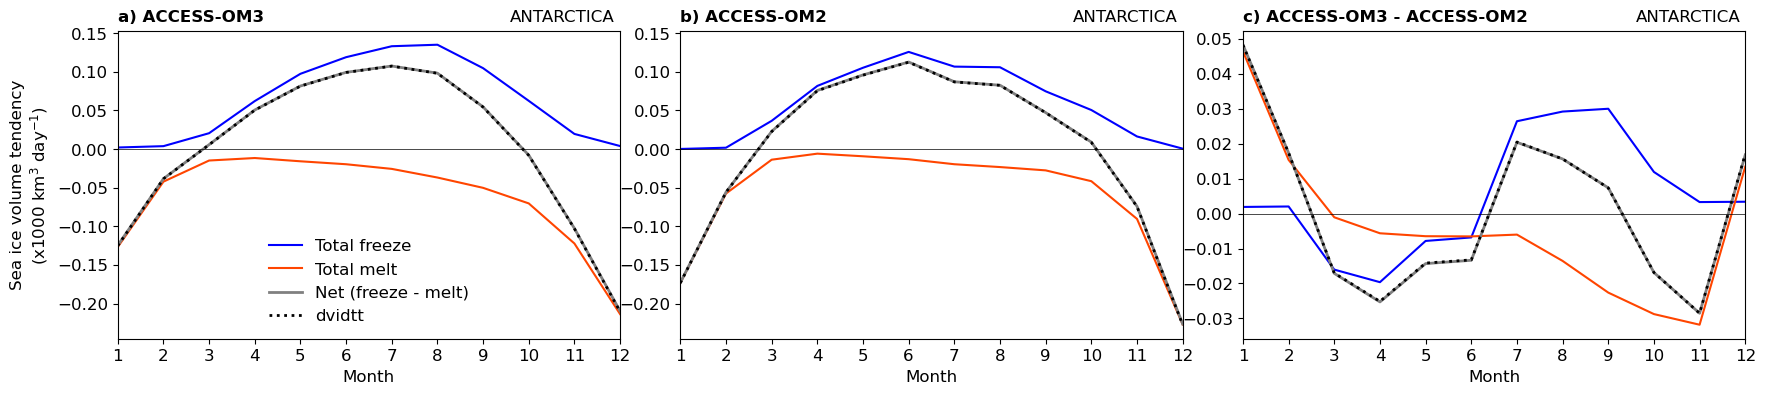 a) ACCESS-OM3
ANTARCTICA
Sea ice volume tendency
(x1000 km³ day⁻¹)
0.15
0.10
0.05
0.00
−0.05
−0.10
−0.15
−0.20
Total freeze
Total melt
Net (freeze - melt)
dvidtt
1 2 3 4 5 6 7 8 9 10 11 12
Month
b) ACCESS-OM2
ANTARCTICA
0.15
0.10
0.05
0.00
−0.05
−0.10
−0.15
−0.20
1 2 3 4 5 6 7 8 9 10 11 12
Month
c) ACCESS-OM3 - ACCESS-OM2
ANTARCTICA
0.05
0.04
0.03
0.02
0.01
0.00
−0.01
−0.02
−0.03
1 2 3 4 5 6 7 8 9 10 11 12
Month